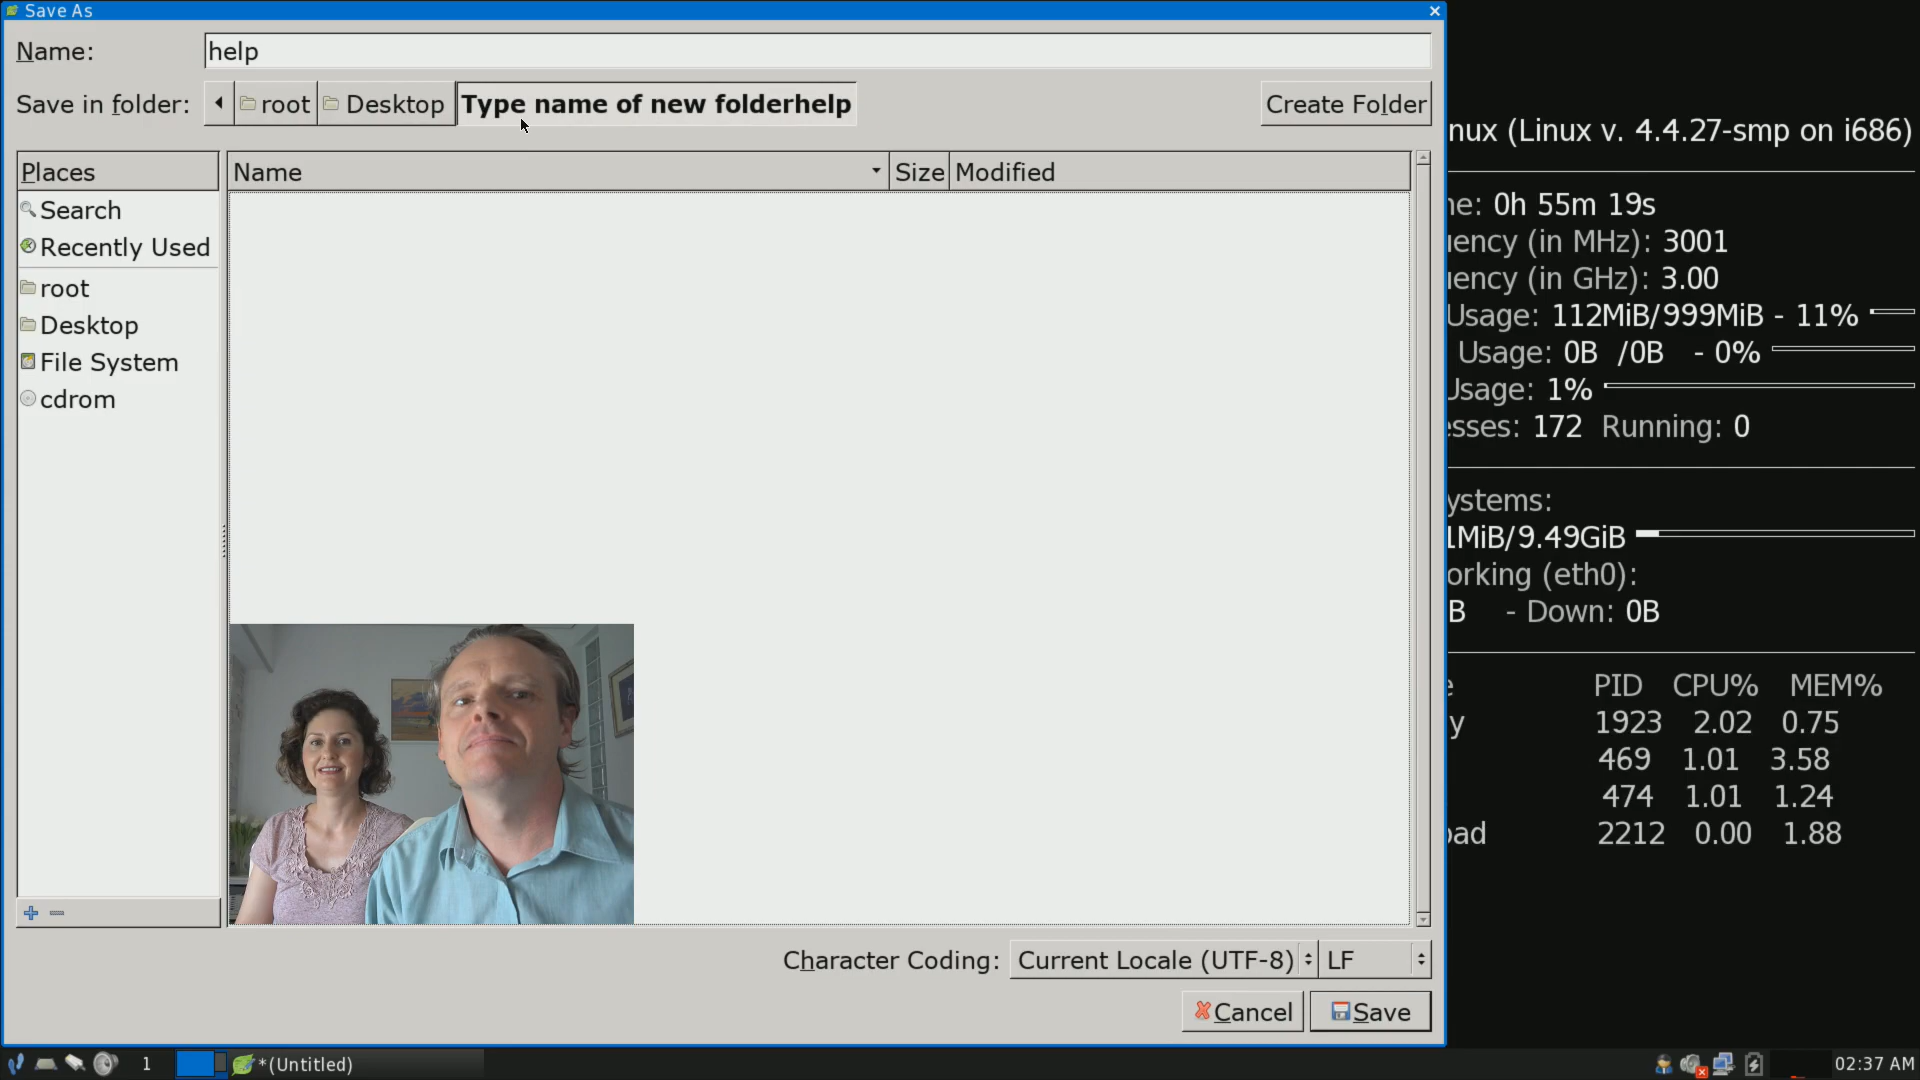 Save As
Name: help
Save in folder: root Desktop Type name of new folderhelp Create Folder
Places Name Size Modified
Search
Recently Used
root
Desktop
File System
cdrom
Character Coding: Current Locale (UTF-8) LF
Cancel Save
nux (Linux v. 4.4.27-smp on i686)
ne: 0h 55m 19s
uency (in MHz): 3001
uency (in GHz): 3.00
Usage: 112MiB/999MiB - 11%
Usage: 0B /0B - 0%
Usage: 1%
esses: 172 Running: 0
ystems:
1MiB/9.49GiB
orking (eth0):
B - Down: 0B
e PID CPU% MEM%
y 1923 2.02 0.75
469 1.01 3.58
474 1.01 1.24
oad 2212 0.00 1.88
1 *(Untitled) 02:37 AM